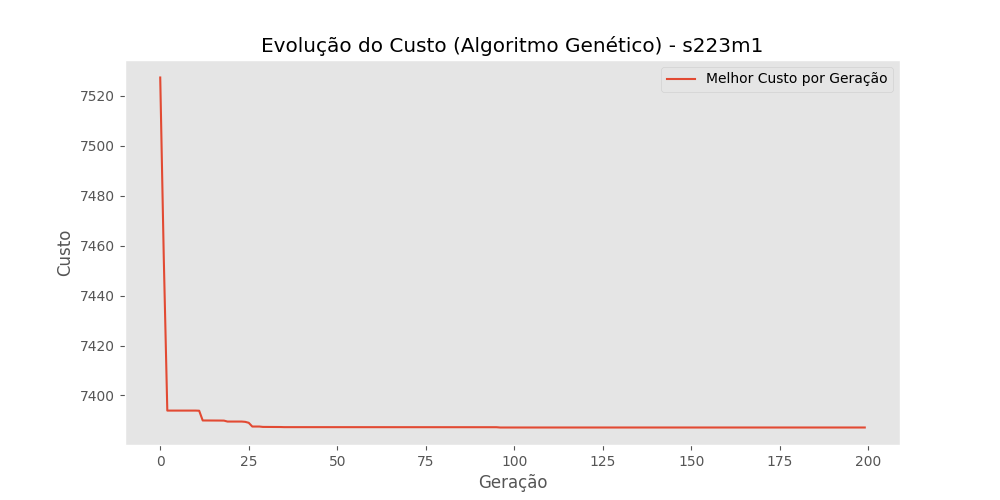 Evolução do Custo (Algoritmo Genético) - s223m1
Melhor Custo por Geração
Custo
7520
7500
7480
7460
7440
7420
7400
0 25 50 75 100 125 150 175 200
Geração